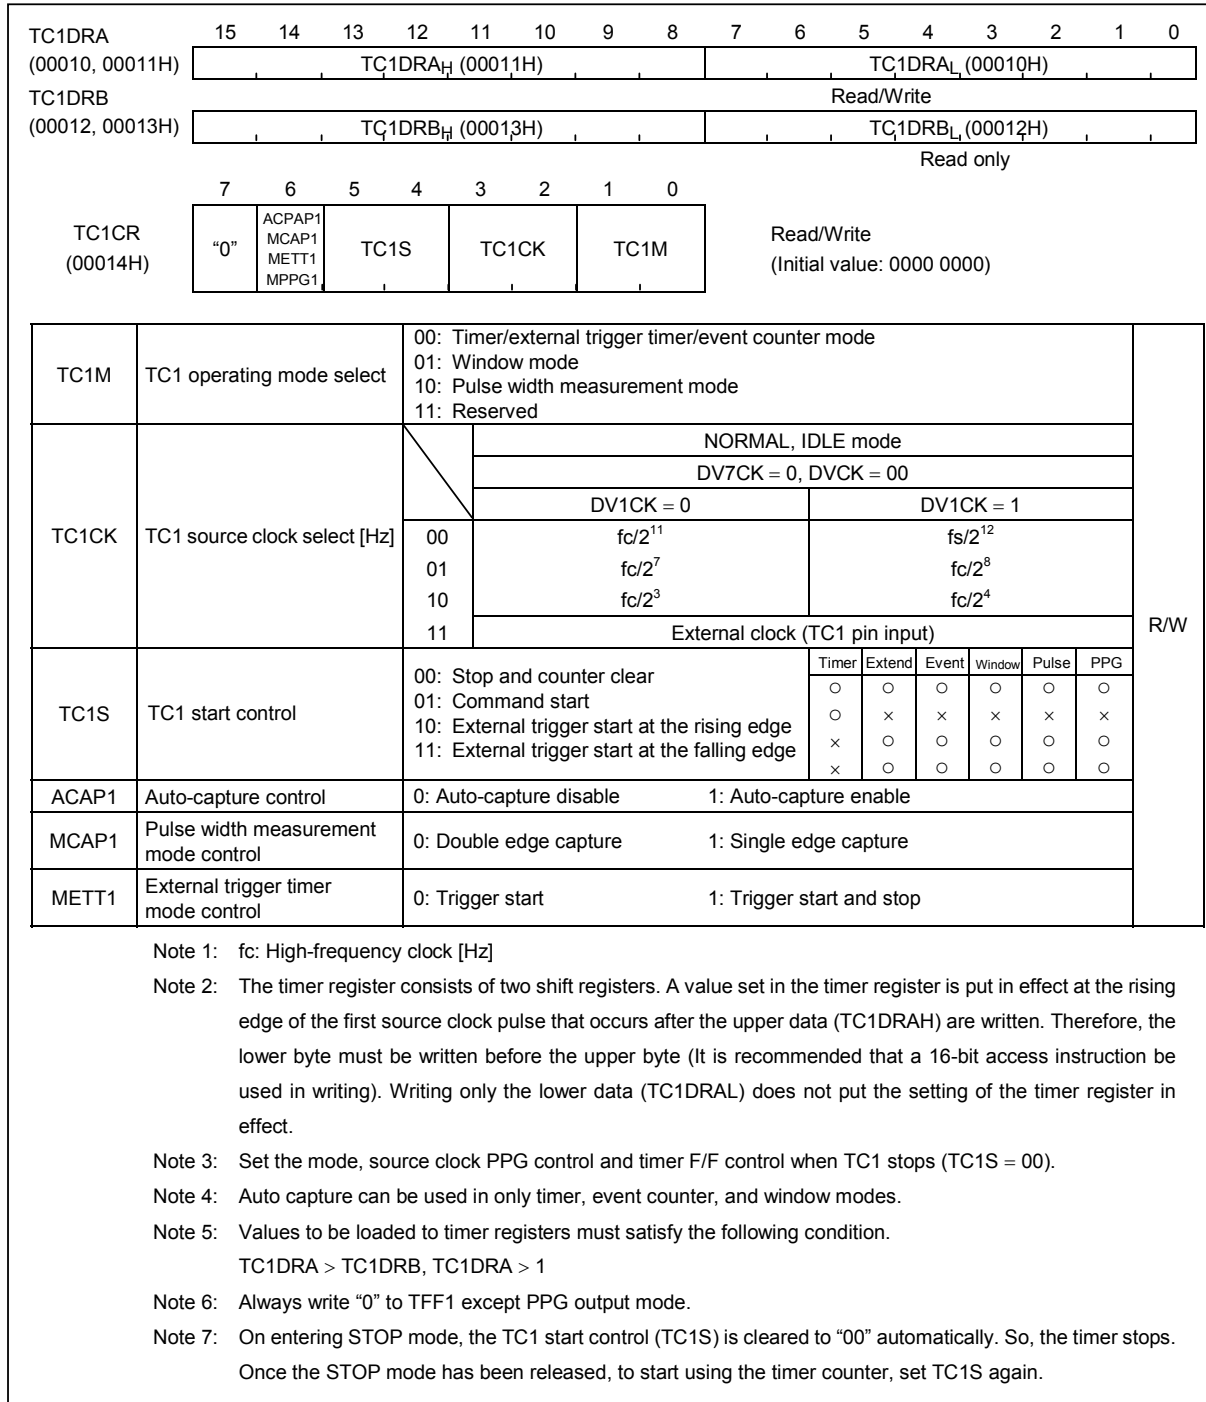 TC1DRA 15 14 13 12 11 10 9 8 7 6 5 4 3 2 1 0
(00010, 00011H) TC1DRAH (00011H) TC1DRAL (00010H)
TC1DRB Read/Write
(00012, 00013H) TC1DRBH (00013H) TC1DRBL (00012H)
Read only
7 6 5 4 3 2 1 0
TC1CR
(00014H)
“0”
ACPAP1
MCAP1
METT1
MPPG1
TC1S TC1CK TC1M
Read/Write
(Initial value: 0000 0000)
TC1M TC1 operating mode select
00: Timer/external trigger timer/event counter mode
01: Window mode
10: Pulse width measurement mode
11: Reserved
R/W
TC1CK TC1 source clock select [Hz]
NORMAL, IDLE mode
DV7CK = 0, DVCK = 00
DV1CK = 0 DV1CK = 1
00 fc/2¹¹ fs/2¹²
01 fc/2⁷ fc/2⁸
10 fc/2³ fc/2⁴
11 External clock (TC1 pin input)
TC1S TC1 start control
00: Stop and counter clear
01: Command start
10: External trigger start at the rising edge
11: External trigger start at the falling edge
Timer Extend Event Window Pulse PPG
○ ○ ○ ○ ○ ○
○ × × × × ×
× ○ ○ ○ ○ ○
× ○ ○ ○ ○ ○
ACAP1 Auto-capture control 0: Auto-capture disable 1: Auto-capture enable
MCAP1 Pulse width measurement
mode control
0: Double edge capture 1: Single edge capture
METT1 External trigger timer
mode control
0: Trigger start 1: Trigger start and stop
Note 1: fc: High-frequency clock [Hz]
Note 2: The timer register consists of two shift registers. A value set in the timer register is put in effect at the rising
edge of the first source clock pulse that occurs after the upper data (TC1DRAH) are written. Therefore, the
lower byte must be written before the upper byte (It is recommended that a 16-bit access instruction be
used in writing). Writing only the lower data (TC1DRAL) does not put the setting of the timer register in
effect.
Note 3: Set the mode, source clock PPG control and timer F/F control when TC1 stops (TC1S = 00).
Note 4: Auto capture can be used in only timer, event counter, and window modes.
Note 5: Values to be loaded to timer registers must satisfy the following condition.
TC1DRA > TC1DRB, TC1DRA > 1
Note 6: Always write “0” to TFF1 except PPG output mode.
Note 7: On entering STOP mode, the TC1 start control (TC1S) is cleared to “00” automatically. So, the timer stops.
Once the STOP mode has been released, to start using the timer counter, set TC1S again.